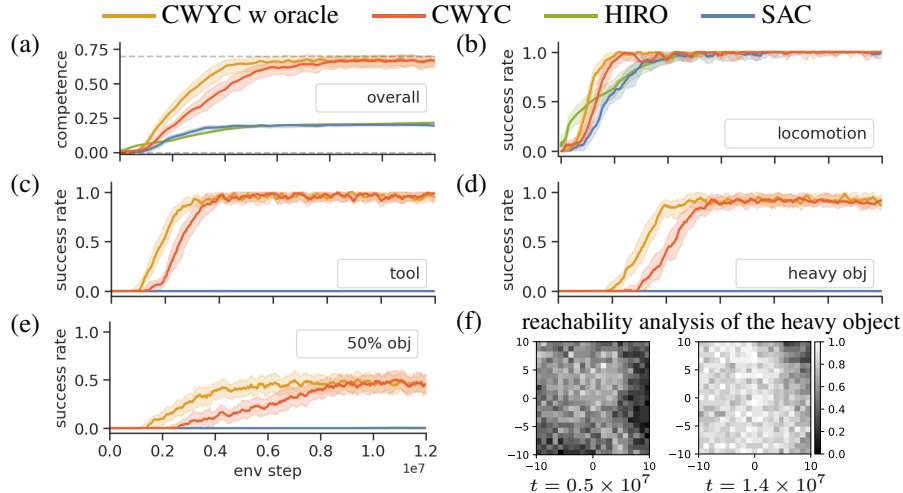 CWYC w oracle CWYC HIRO SAC
(a)
competence
0.75
0.50
0.25
0.00
overall
(b)
success rate
1.0
0.5
0.0
locomotion
(c)
success rate
1.0
0.5
0.0
tool
(d)
success rate
1.0
0.5
0.0
heavy obj
(e)
success rate
1.0
0.5
0.0
50% obj
0.0 0.2 0.4 0.6 0.8 1.0 1.2
env step
1e7
(f) reachability analysis of the heavy object
10
5
0
−5
−10
−10 0 10
t = 0.5 × 10^7
10
5
0
−5
−10
−10 0 10
t = 1.4 × 10^7
1.0
0.8
0.6
0.4
0.2
0.0